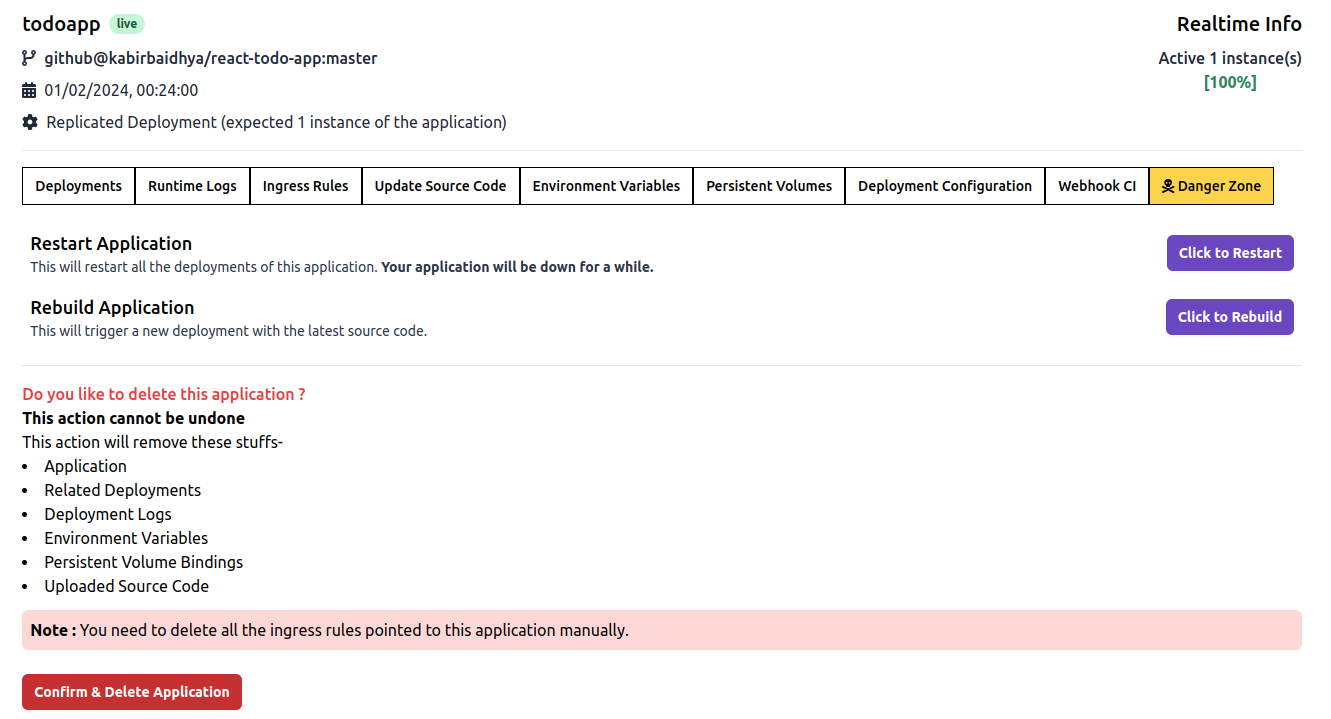 todoapp live
Realtime Info
github@kabirbaidhya/react-todo-app:master
Active 1 instance(s)
[100%]
01/02/2024, 00:24:00
Replicated Deployment (expected 1 instance of the application)
Deployments Runtime Logs Ingress Rules Update Source Code Environment Variables Persistent Volumes Deployment Configuration Webhook CI Danger Zone
Restart Application
This will restart all the deployments of this application. Your application will be down for a while.
Click to Restart
Rebuild Application
This will trigger a new deployment with the latest source code.
Click to Rebuild
Do you like to delete this application ?
This action cannot be undone
This action will remove these stuffs-
• Application
• Related Deployments
• Deployment Logs
• Environment Variables
• Persistent Volume Bindings
• Uploaded Source Code
Note : You need to delete all the ingress rules pointed to this application manually.
Confirm & Delete Application